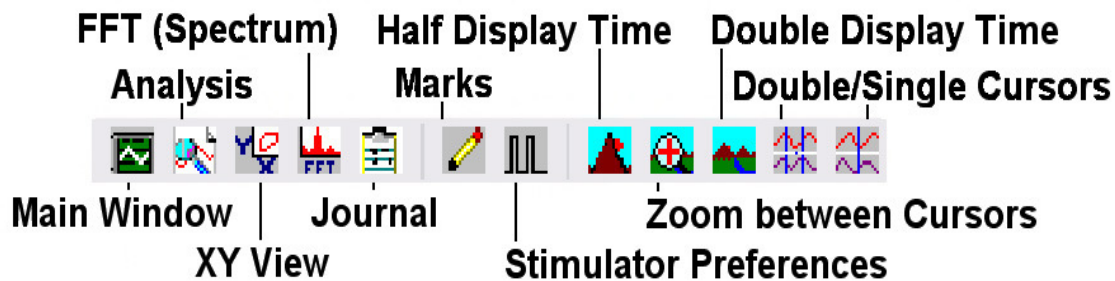 FFT (Spectrum)
Half Display Time
Double Display Time
Analysis
Marks
Double/Single Cursors
Y
X
FFT
Main Window
Journal
Zoom between Cursors
XY View
Stimulator Preferences